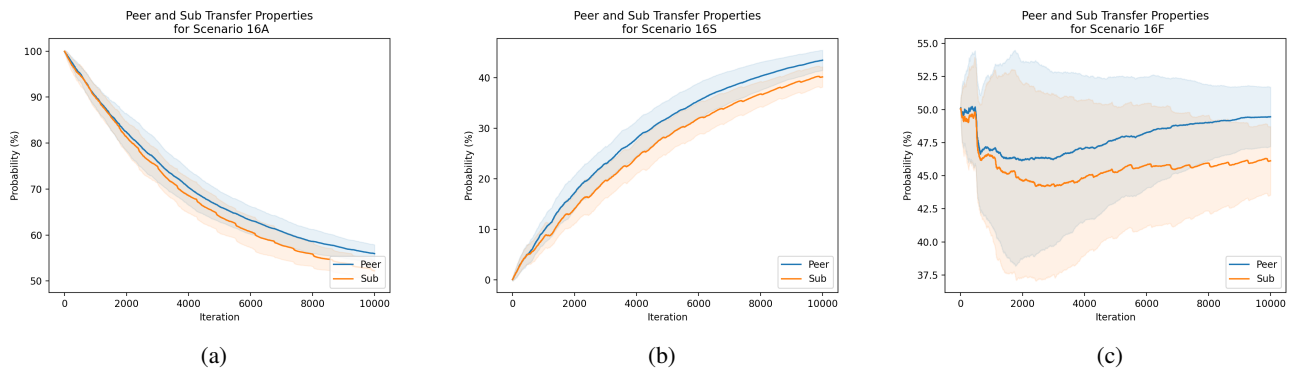 Peer and Sub Transfer Properties
for Scenario 16A
Probability (%)
100
90
80
70
60
50
0
2000
4000
6000
8000
10000
Iteration
Peer
Sub
(a)
Peer and Sub Transfer Properties
for Scenario 16S
Probability (%)
40
30
20
10
0
0
2000
4000
6000
8000
10000
Iteration
Peer
Sub
(b)
Peer and Sub Transfer Properties
for Scenario 16F
Probability (%)
55.0
52.5
50.0
47.5
45.0
42.5
40.0
37.5
0
2000
4000
6000
8000
10000
Iteration
Peer
Sub
(c)